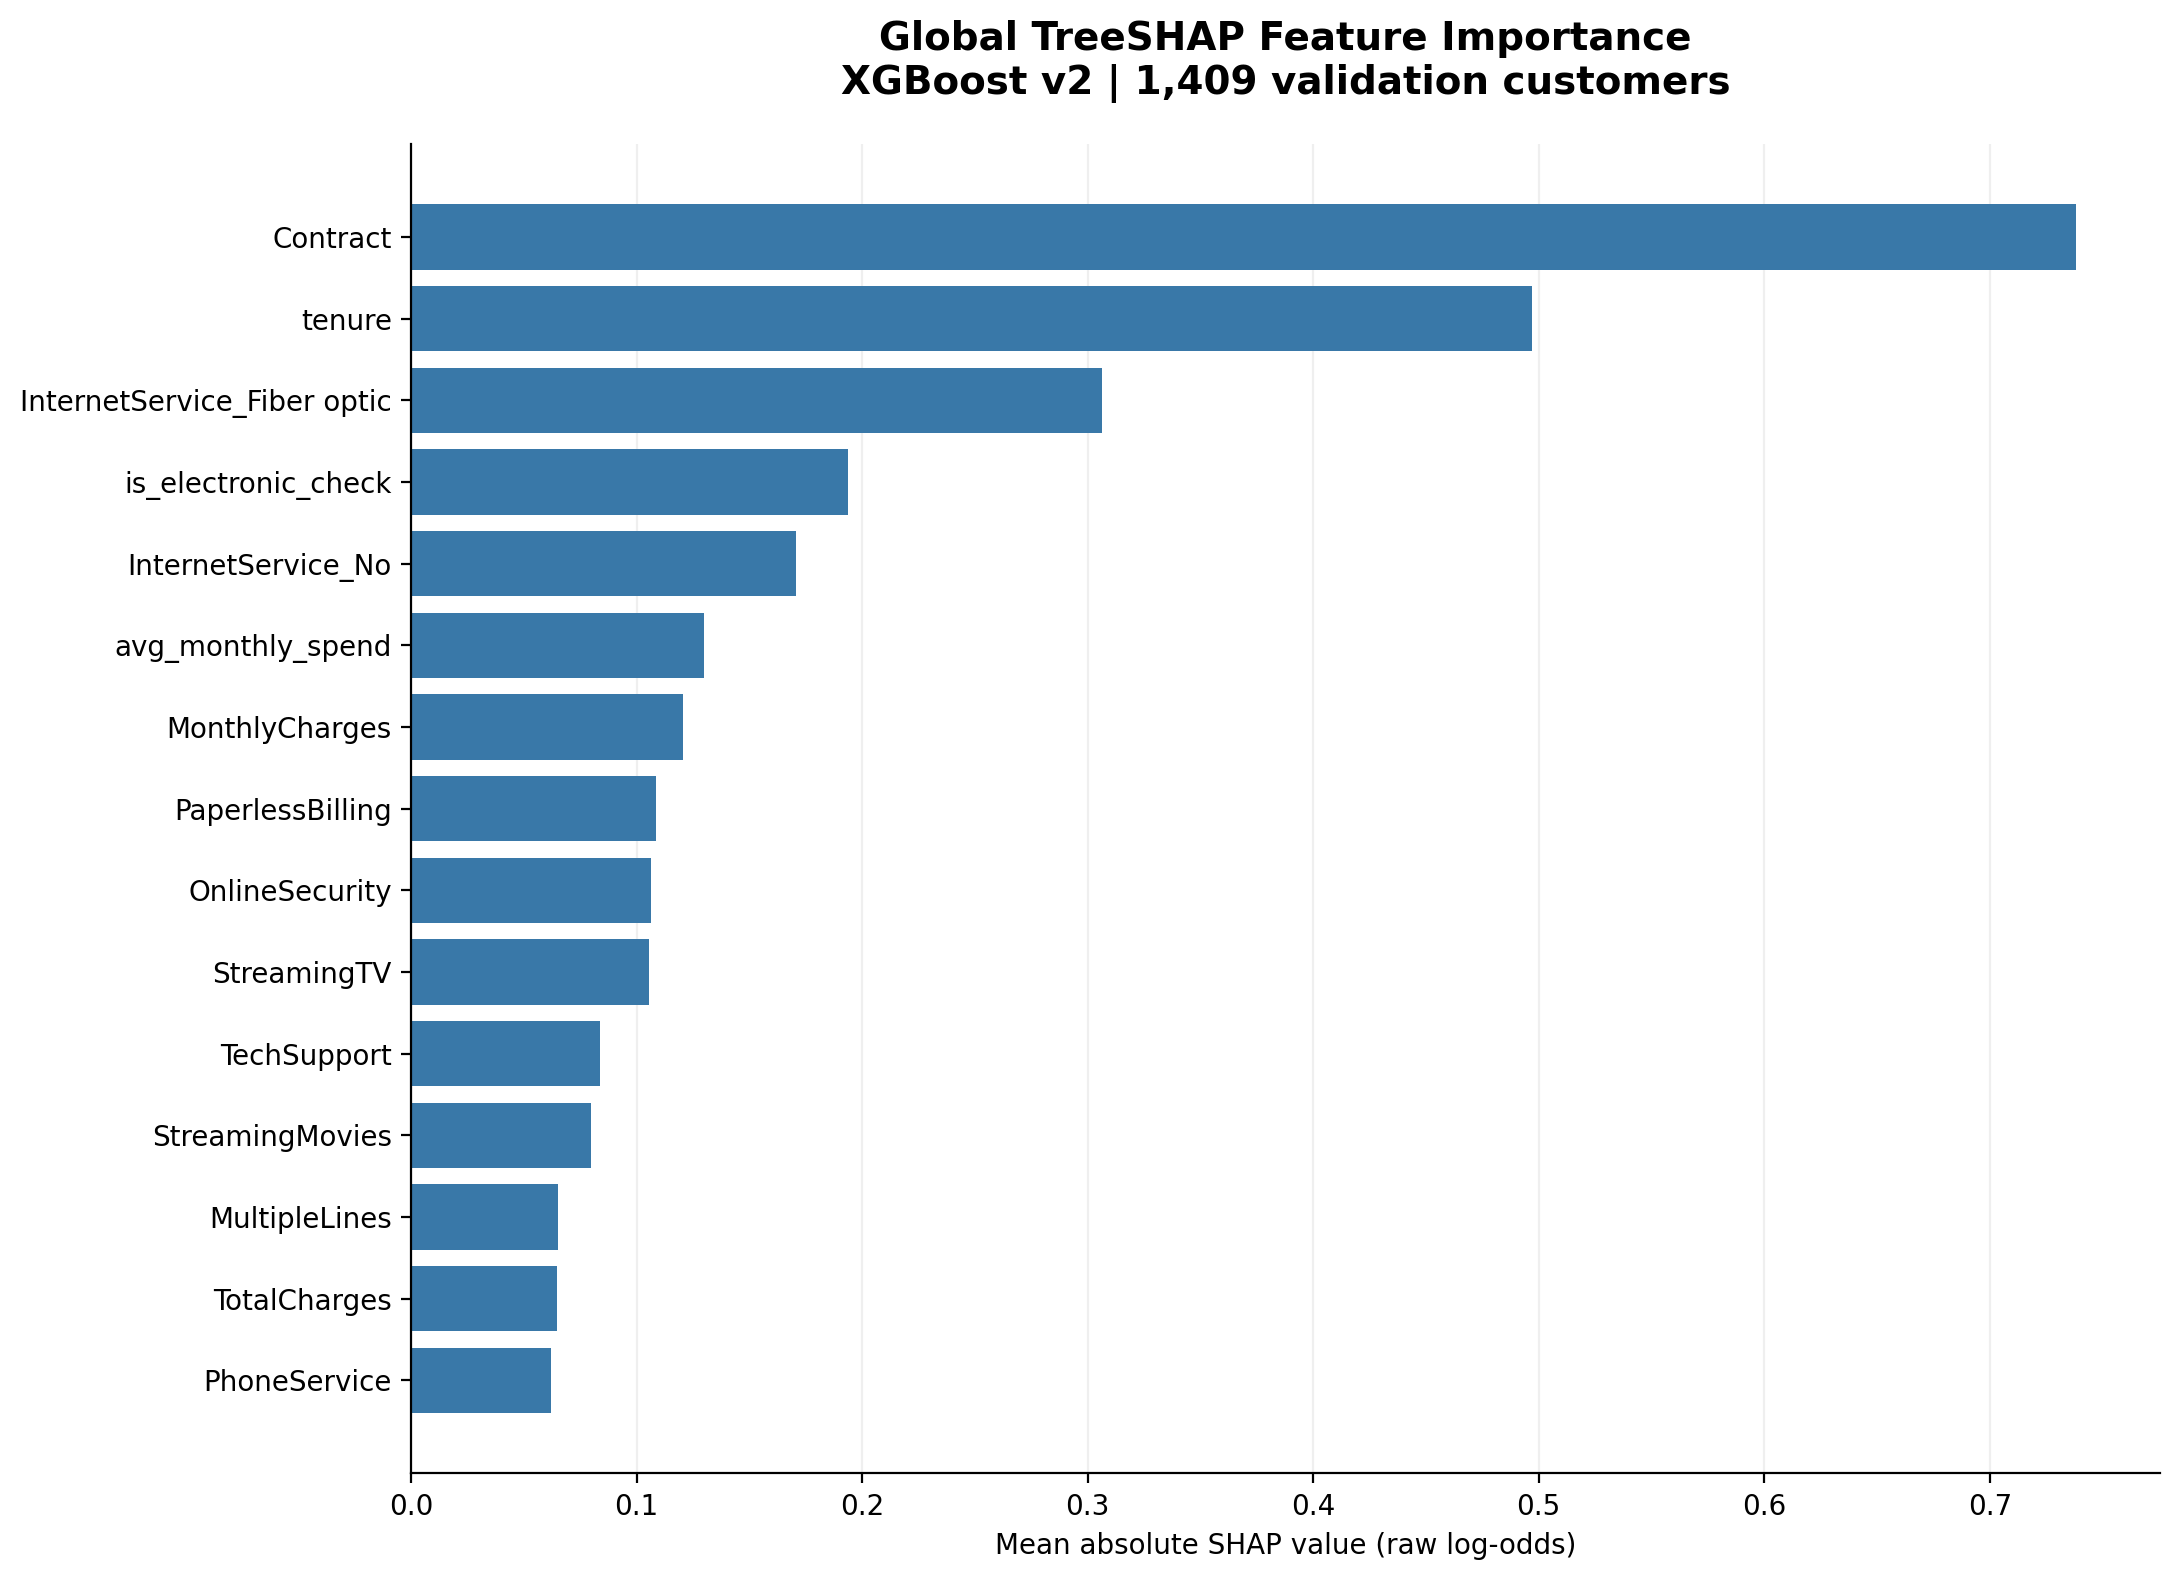 Global TreeSHAP Feature Importance
XGBoost v2 | 1,409 validation customers
Contract
tenure
InternetService_Fiber optic
is_electronic_check
InternetService_No
avg_monthly_spend
MonthlyCharges
PaperlessBilling
OnlineSecurity
StreamingTV
TechSupport
StreamingMovies
MultipleLines
TotalCharges
PhoneService
0.0 0.1 0.2 0.3 0.4 0.5 0.6 0.7
Mean absolute SHAP value (raw log-odds)